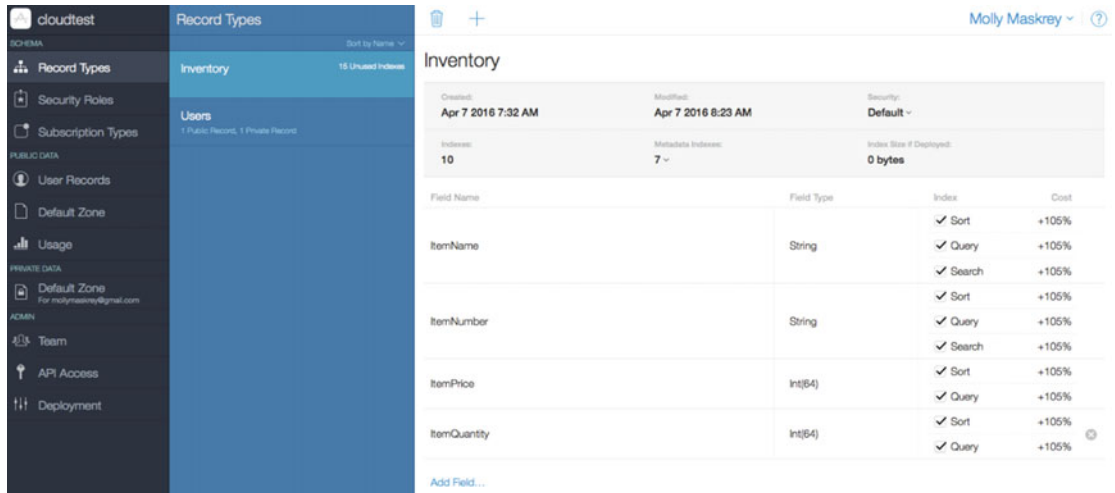 cloudtest
SCHEMA
Record Types
Security Roles
Subscription Types
PUBLIC DATA
User Records
Default Zone
Usage
PRIVATE DATA
Default Zone
For mollymaskrey@gmail.com
ADMIN
Team
API Access
Deployment
Record Types
Sort by Name
Inventory
15 Unused Indexes
Users
1 Public Record, 1 Private Record
Molly Maskrey
?
Inventory
Created: Modified: Security:
Apr 7 2016 7:32 AM Apr 7 2016 8:23 AM Default
Indexes: Metadata Indexes: Index Size if Deployed:
10 7 0 bytes
Field Name Field Type Index Cost
Sort +105%
ItemName String Query +105%
Search +105%
Sort +105%
ItemNumber String Query +105%
Search +105%
Sort +105%
ItemPrice Int(64)
Query +105%
Sort +105%
ItemQuantity Int(64)
Query +105%
Add Field...